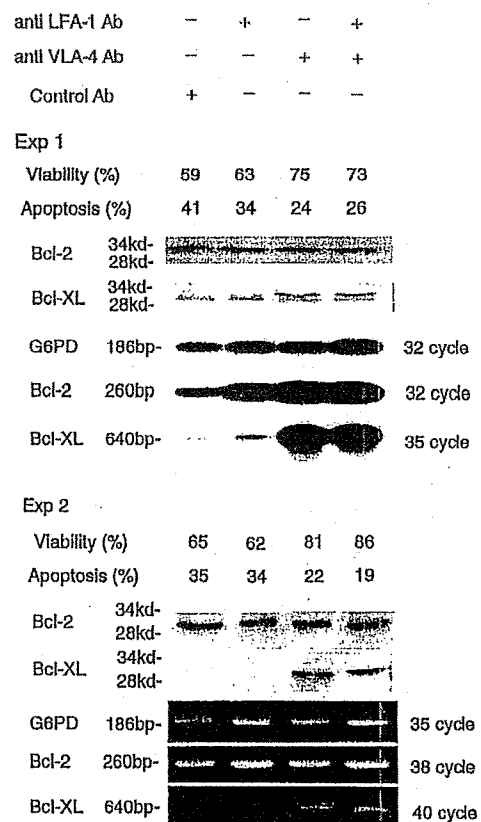 anti LFA-1 Ab − + − +
anti VLA-4 Ab − − + +
Control Ab + − − −
Exp 1
Viability (%) 59 63 75 73
Apoptosis (%) 41 34 24 26
Bcl-2 34kd-
28kd-
Bcl-XL 34kd-
28kd-
G6PD 186bp- 32 cycle
Bcl-2 260bp 32 cycle
Bcl-XL 640bp- 35 cycle
Exp 2
Viability (%) 65 62 81 86
Apoptosis (%) 35 34 22 19
Bcl-2 34kd-
28kd-
Bcl-XL 34kd-
28kd-
G6PD 186bp- 35 cycle
Bcl-2 260bp- 38 cycle
Bcl-XL 640bp- 40 cycle